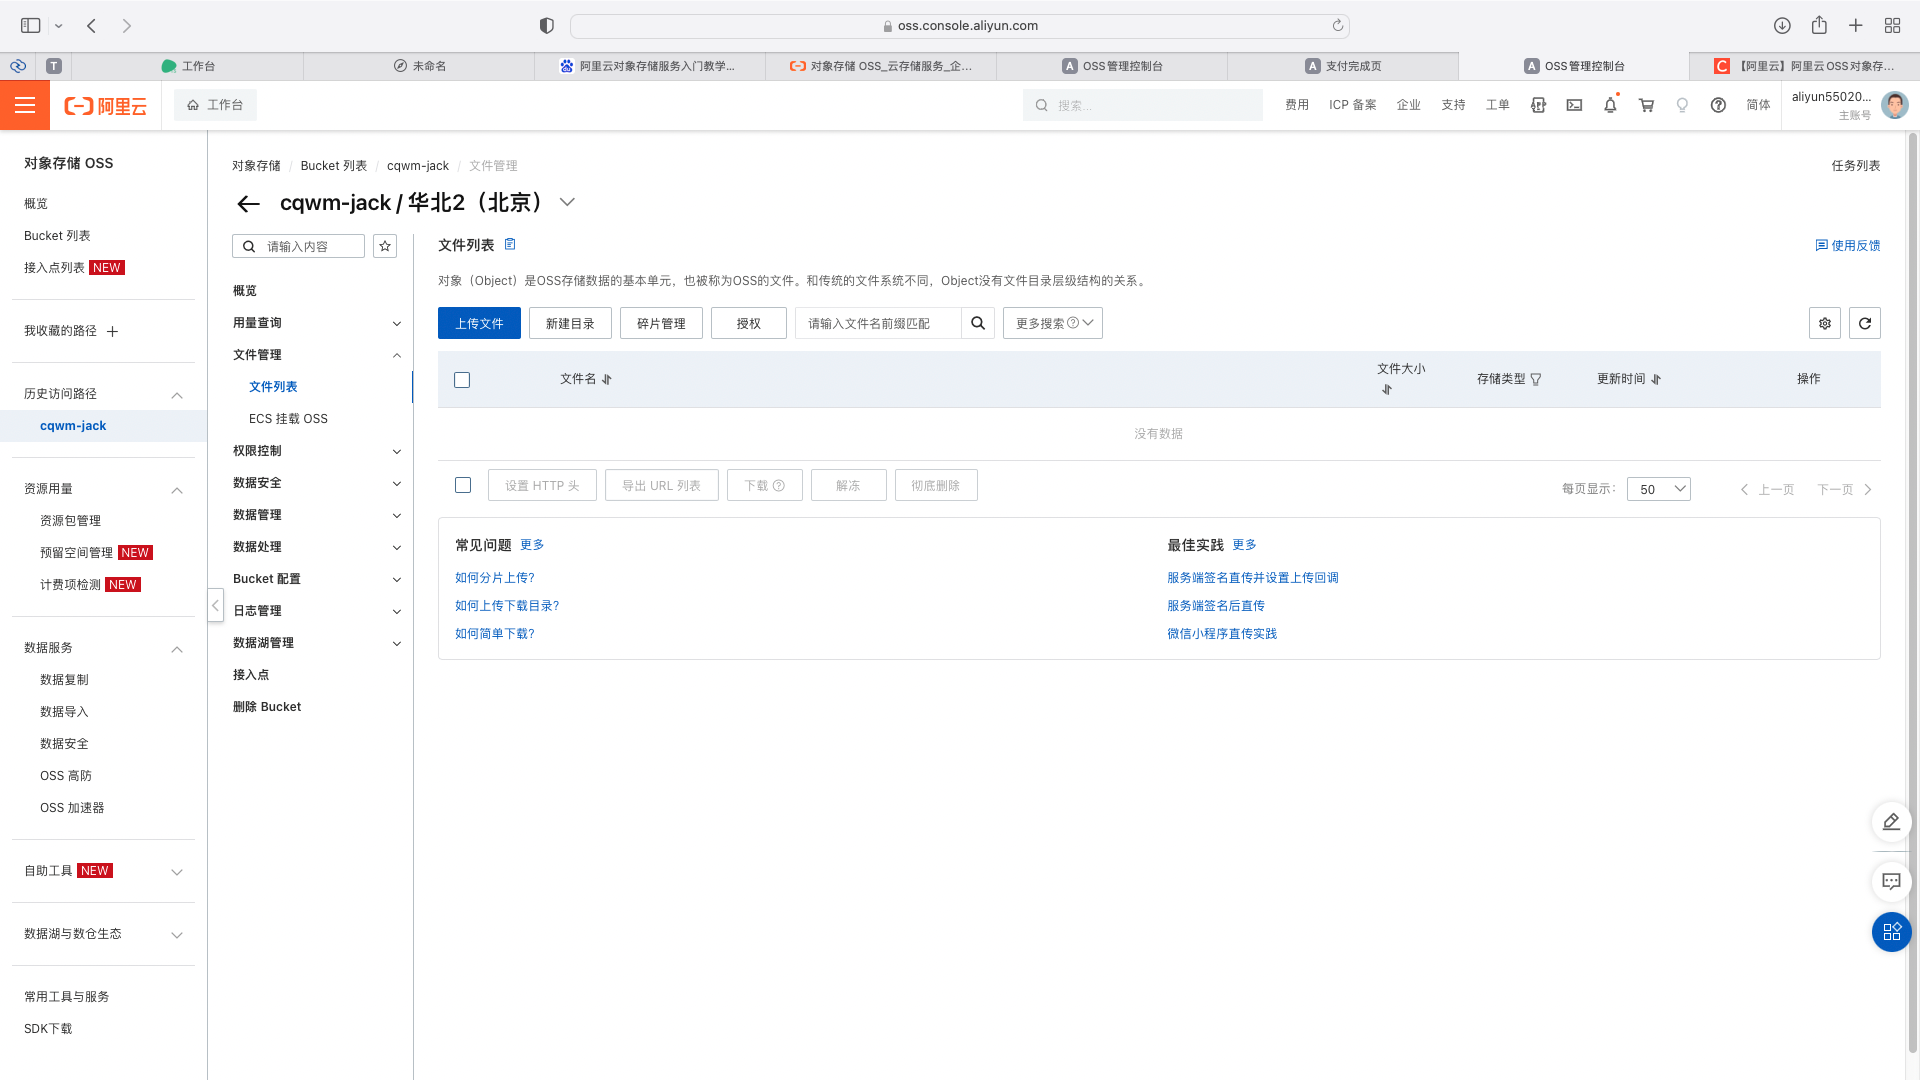 oss.console.aliyun.com
T
工作台
未命名
阿里云对象存储服务入门教学...
对象存储 OSS_云存储服务_企...
A OSS管理控制台
A 支付完成页
A OSS管理控制台
C 【阿里云】阿里云OSS对象存...
阿里云
工作台
搜索...
费用
ICP 备案
企业
支持
工单
简体
aliyun55020...
主账号
对象存储 OSS
概览
Bucket 列表
接入点列表 NEW
我收藏的路径
历史访问路径
cqwm-jack
资源用量
资源包管理
预留空间管理 NEW
计费项检测 NEW
数据服务
数据复制
数据导入
数据安全
OSS 高防
OSS 加速器
自助工具 NEW
数据湖与数仓生态
常用工具与服务
SDK下载
对象存储 / Bucket 列表 / cqwm-jack / 文件管理
任务列表
cqwm-jack / 华北2（北京）
请输入内容
概览
用量查询
文件管理
文件列表
ECS 挂载 OSS
权限控制
数据安全
数据管理
数据处理
Bucket 配置
日志管理
数据湖管理
接入点
删除 Bucket
文件列表
使用反馈
对象（Object）是OSS存储数据的基本单元，也被称为OSS的文件。和传统的文件系统不同，Object没有文件目录层级结构的关系。
上传文件
新建目录
碎片管理
授权
请输入文件名前缀匹配
更多搜索
文件名
文件大小
存储类型
更新时间
操作
没有数据
设置 HTTP 头
导出 URL 列表
下载
解冻
彻底删除
每页显示：
50
上一页
下一页
常见问题 更多
如何分片上传?
如何上传下载目录?
如何简单下载?
最佳实践 更多
服务端签名直传并设置上传回调
服务端签名后直传
微信小程序直传实践